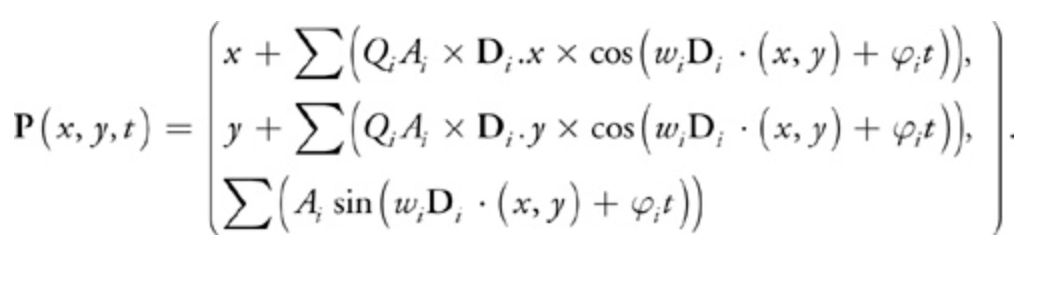 P(x, y, t) =
x + ∑(QᵢAᵢ × Dᵢ.x × cos(wᵢDᵢ · (x, y) + φᵢt)),
y + ∑(QᵢAᵢ × Dᵢ.y × cos(wᵢDᵢ · (x, y) + φᵢt)),
∑(Aᵢ sin(wᵢDᵢ · (x, y) + φᵢt))
.